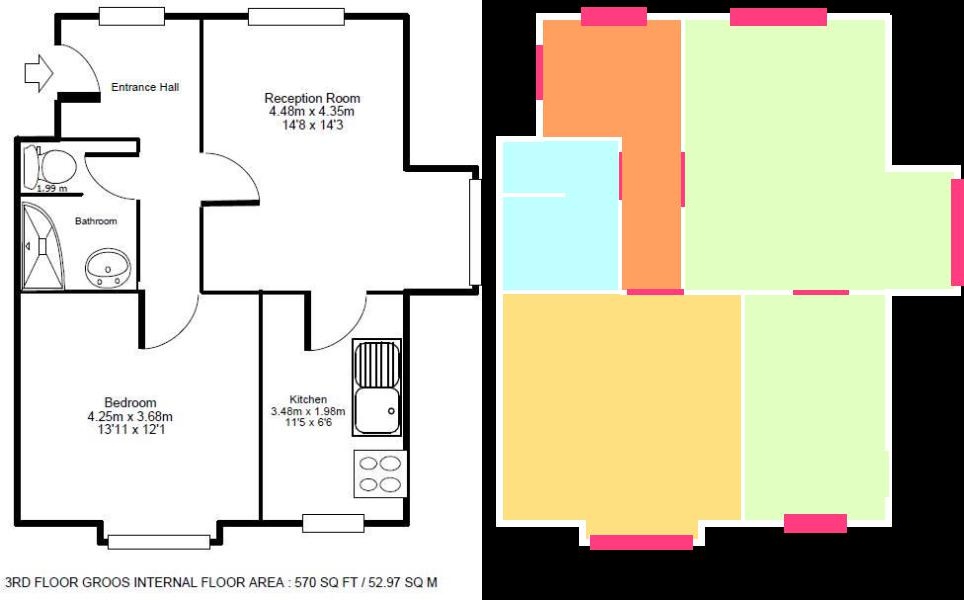 Entrance Hall
Reception Room
4.48m x 4.35m
14'8 x 14'3
1.99 m
Bathroom
Bedroom
4.25m x 3.68m
13'11 x 12'1
Kitchen
3.48m x 1.98m
11'5 x 6'6
3RD FLOOR GROOS INTERNAL FLOOR AREA : 570 SQ FT / 52.97 SQ M